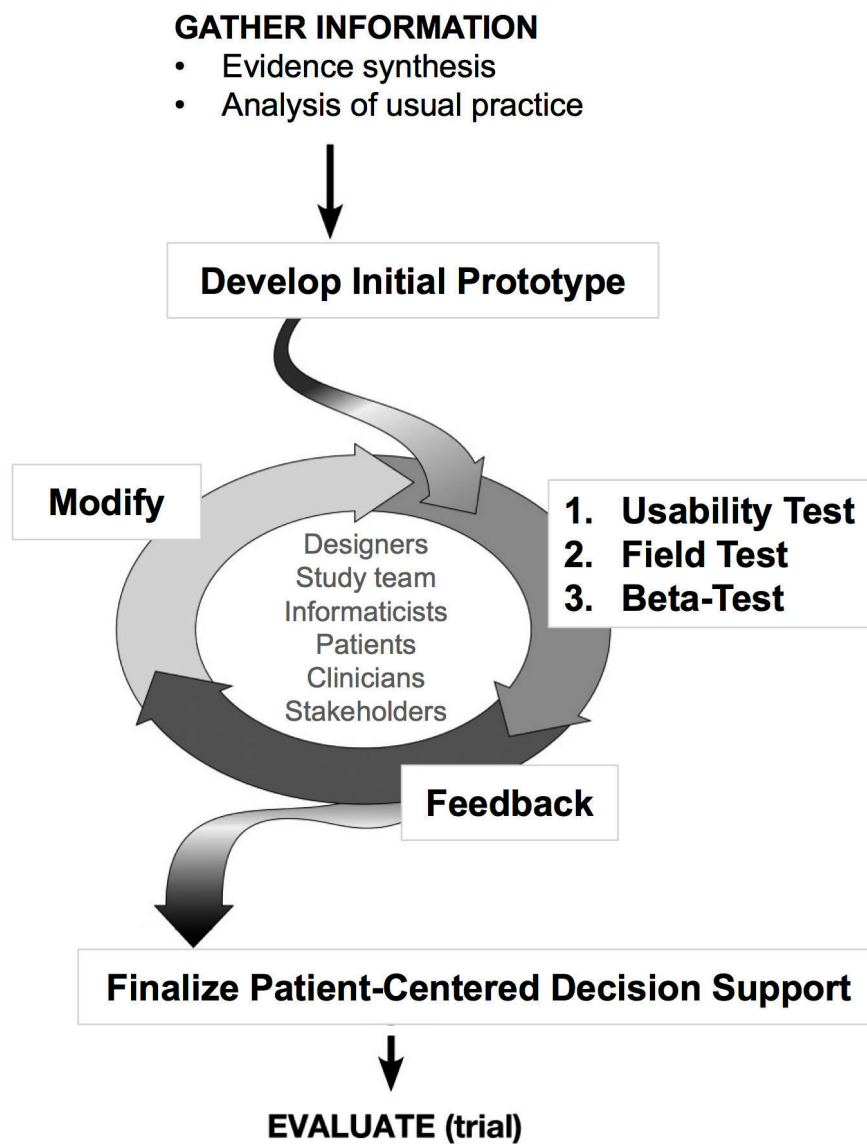 GATHER INFORMATION
• Evidence synthesis
• Analysis of usual practice
Develop Initial Prototype
Modify
1. Usability Test
2. Field Test
3. Beta-Test
Designers
Study team
Informaticists
Patients
Clinicians
Stakeholders
Feedback
Finalize Patient-Centered Decision Support
EVALUATE (trial)